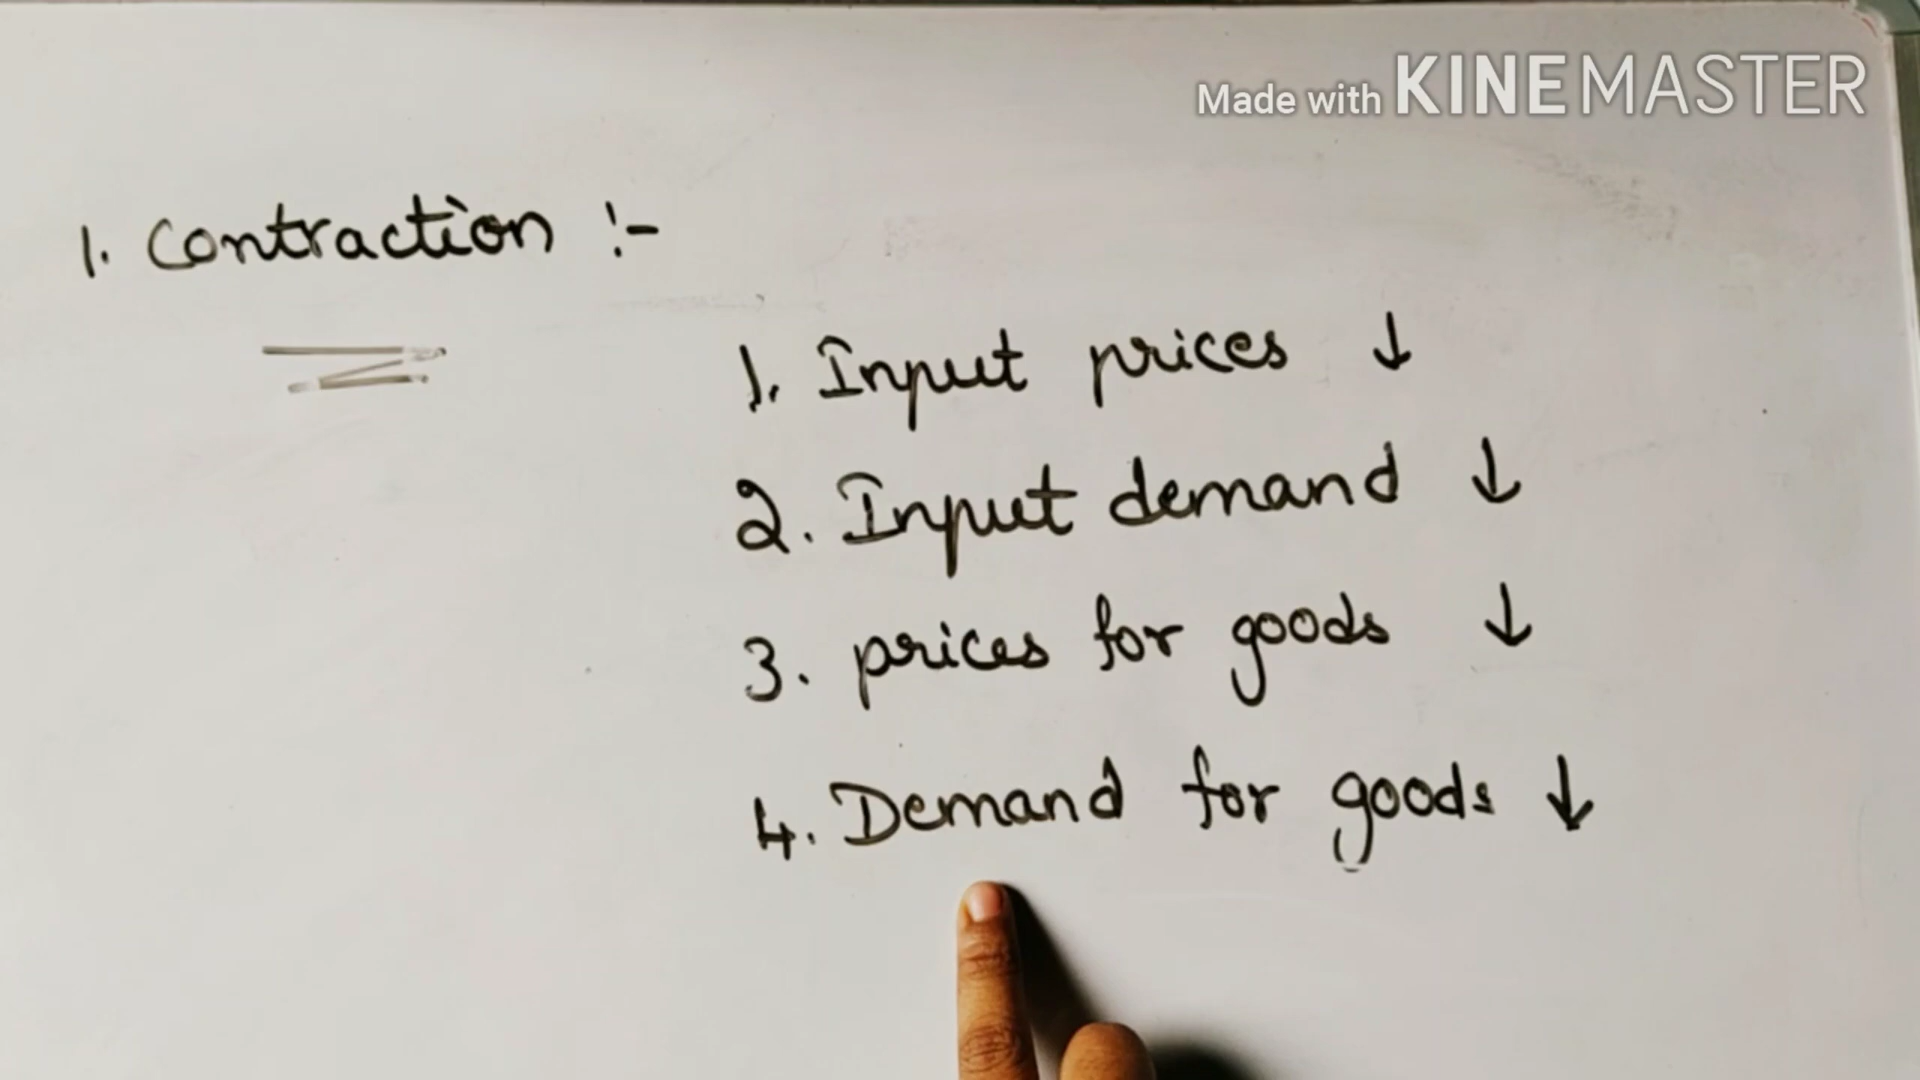 Made with KINEMASTER
1. Contraction :-
1. Input prices ↓
2. Input demand ↓
3. prices for goods ↓
4. Demand for goods ↓